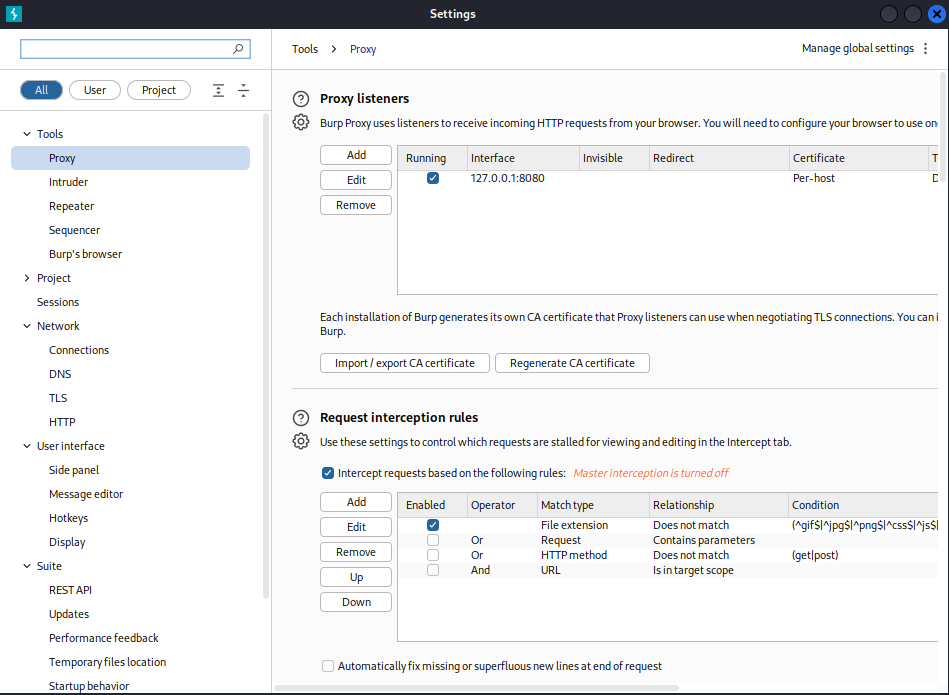 Settings
Tools > Proxy
Manage global settings
All User Project
Tools
Proxy
Intruder
Repeater
Sequencer
Burp's browser
Project
Sessions
Network
Connections
DNS
TLS
HTTP
User interface
Side panel
Message editor
Hotkeys
Display
Suite
REST API
Updates
Performance feedback
Temporary files location
Startup behavior
Proxy listeners
Burp Proxy uses listeners to receive incoming HTTP requests from your browser. You will need to configure your browser to use on
Add
Edit
Remove
Running Interface Invisible Redirect Certificate T
127.0.0.1:8080 Per-host D
Each installation of Burp generates its own CA certificate that Proxy listeners can use when negotiating TLS connections. You can i
Burp.
Import / export CA certificate Regenerate CA certificate
Request interception rules
Use these settings to control which requests are stalled for viewing and editing in the Intercept tab.
Intercept requests based on the following rules: Master interception is turned off
Add
Edit
Remove
Up
Down
Enabled Operator Match type Relationship Condition
File extension Does not match (^gif$|^jpg$|^png$|^css$|^js$|
Or Request Contains parameters
Or HTTP method Does not match (get|post)
And URL Is in target scope
Automatically fix missing or superfluous new lines at end of request